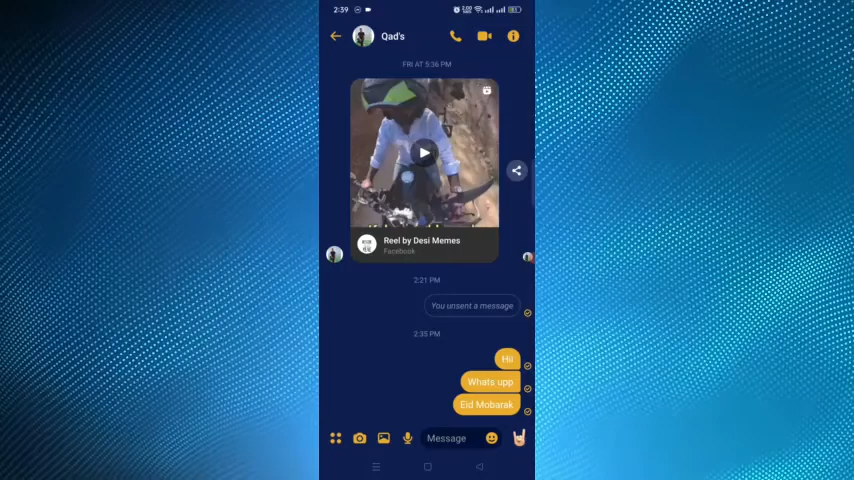 2:39
Qad's
FRI AT 5:36 PM
Reel by Desi Memes
Facebook
2:21 PM
You unsent a message
2:35 PM
Hii
Whats upp
Eid Mobarak
Message